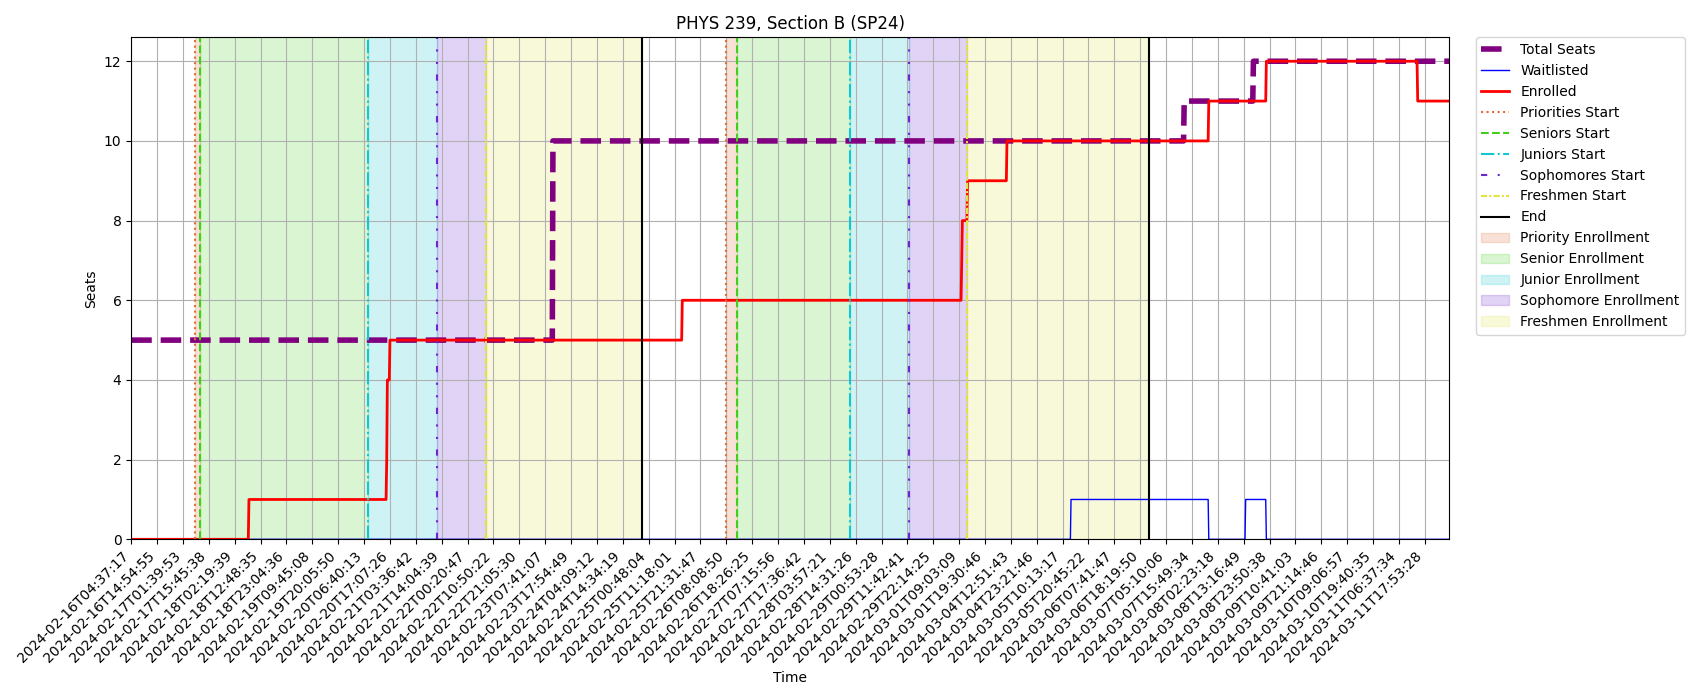 PHYS 239, Section B (SP24)
12
10
8
6
4
2
0
Seats
Total Seats
Waitlisted
Enrolled
Priorities Start
Seniors Start
Juniors Start
Sophomores Start
Freshmen Start
End
Priority Enrollment
Senior Enrollment
Junior Enrollment
Sophomore Enrollment
Freshmen Enrollment
2024-02-16T04:37:17
2024-02-16T14:54:55
2024-02-17T01:39:53
2024-02-17T15:45:38
2024-02-18T02:19:39
2024-02-18T12:48:35
2024-02-18T23:04:36
2024-02-19T09:45:08
2024-02-19T20:05:50
2024-02-20T06:40:13
2024-02-20T17:07:26
2024-02-21T03:36:42
2024-02-21T14:04:39
2024-02-22T00:20:47
2024-02-22T10:50:22
2024-02-22T21:05:30
2024-02-23T07:41:07
2024-02-23T17:54:49
2024-02-24T04:09:12
2024-02-24T14:34:19
2024-02-25T00:48:04
2024-02-25T11:18:01
2024-02-25T21:31:47
2024-02-26T08:08:50
2024-02-26T18:26:25
2024-02-27T07:15:56
2024-02-27T17:36:42
2024-02-28T03:57:21
2024-02-28T14:31:26
2024-02-29T00:53:28
2024-02-29T11:42:41
2024-02-29T22:14:25
2024-03-01T09:03:09
2024-03-01T19:30:46
2024-03-04T12:51:43
2024-03-04T23:21:46
2024-03-05T10:13:17
2024-03-05T20:45:22
2024-03-06T07:41:47
2024-03-06T18:19:50
2024-03-07T05:10:06
2024-03-07T15:49:34
2024-03-08T02:23:18
2024-03-08T13:16:49
2024-03-08T23:50:38
2024-03-09T10:41:03
2024-03-09T21:14:46
2024-03-10T09:06:57
2024-03-10T19:40:35
2024-03-11T06:37:34
2024-03-11T17:53:28
Time